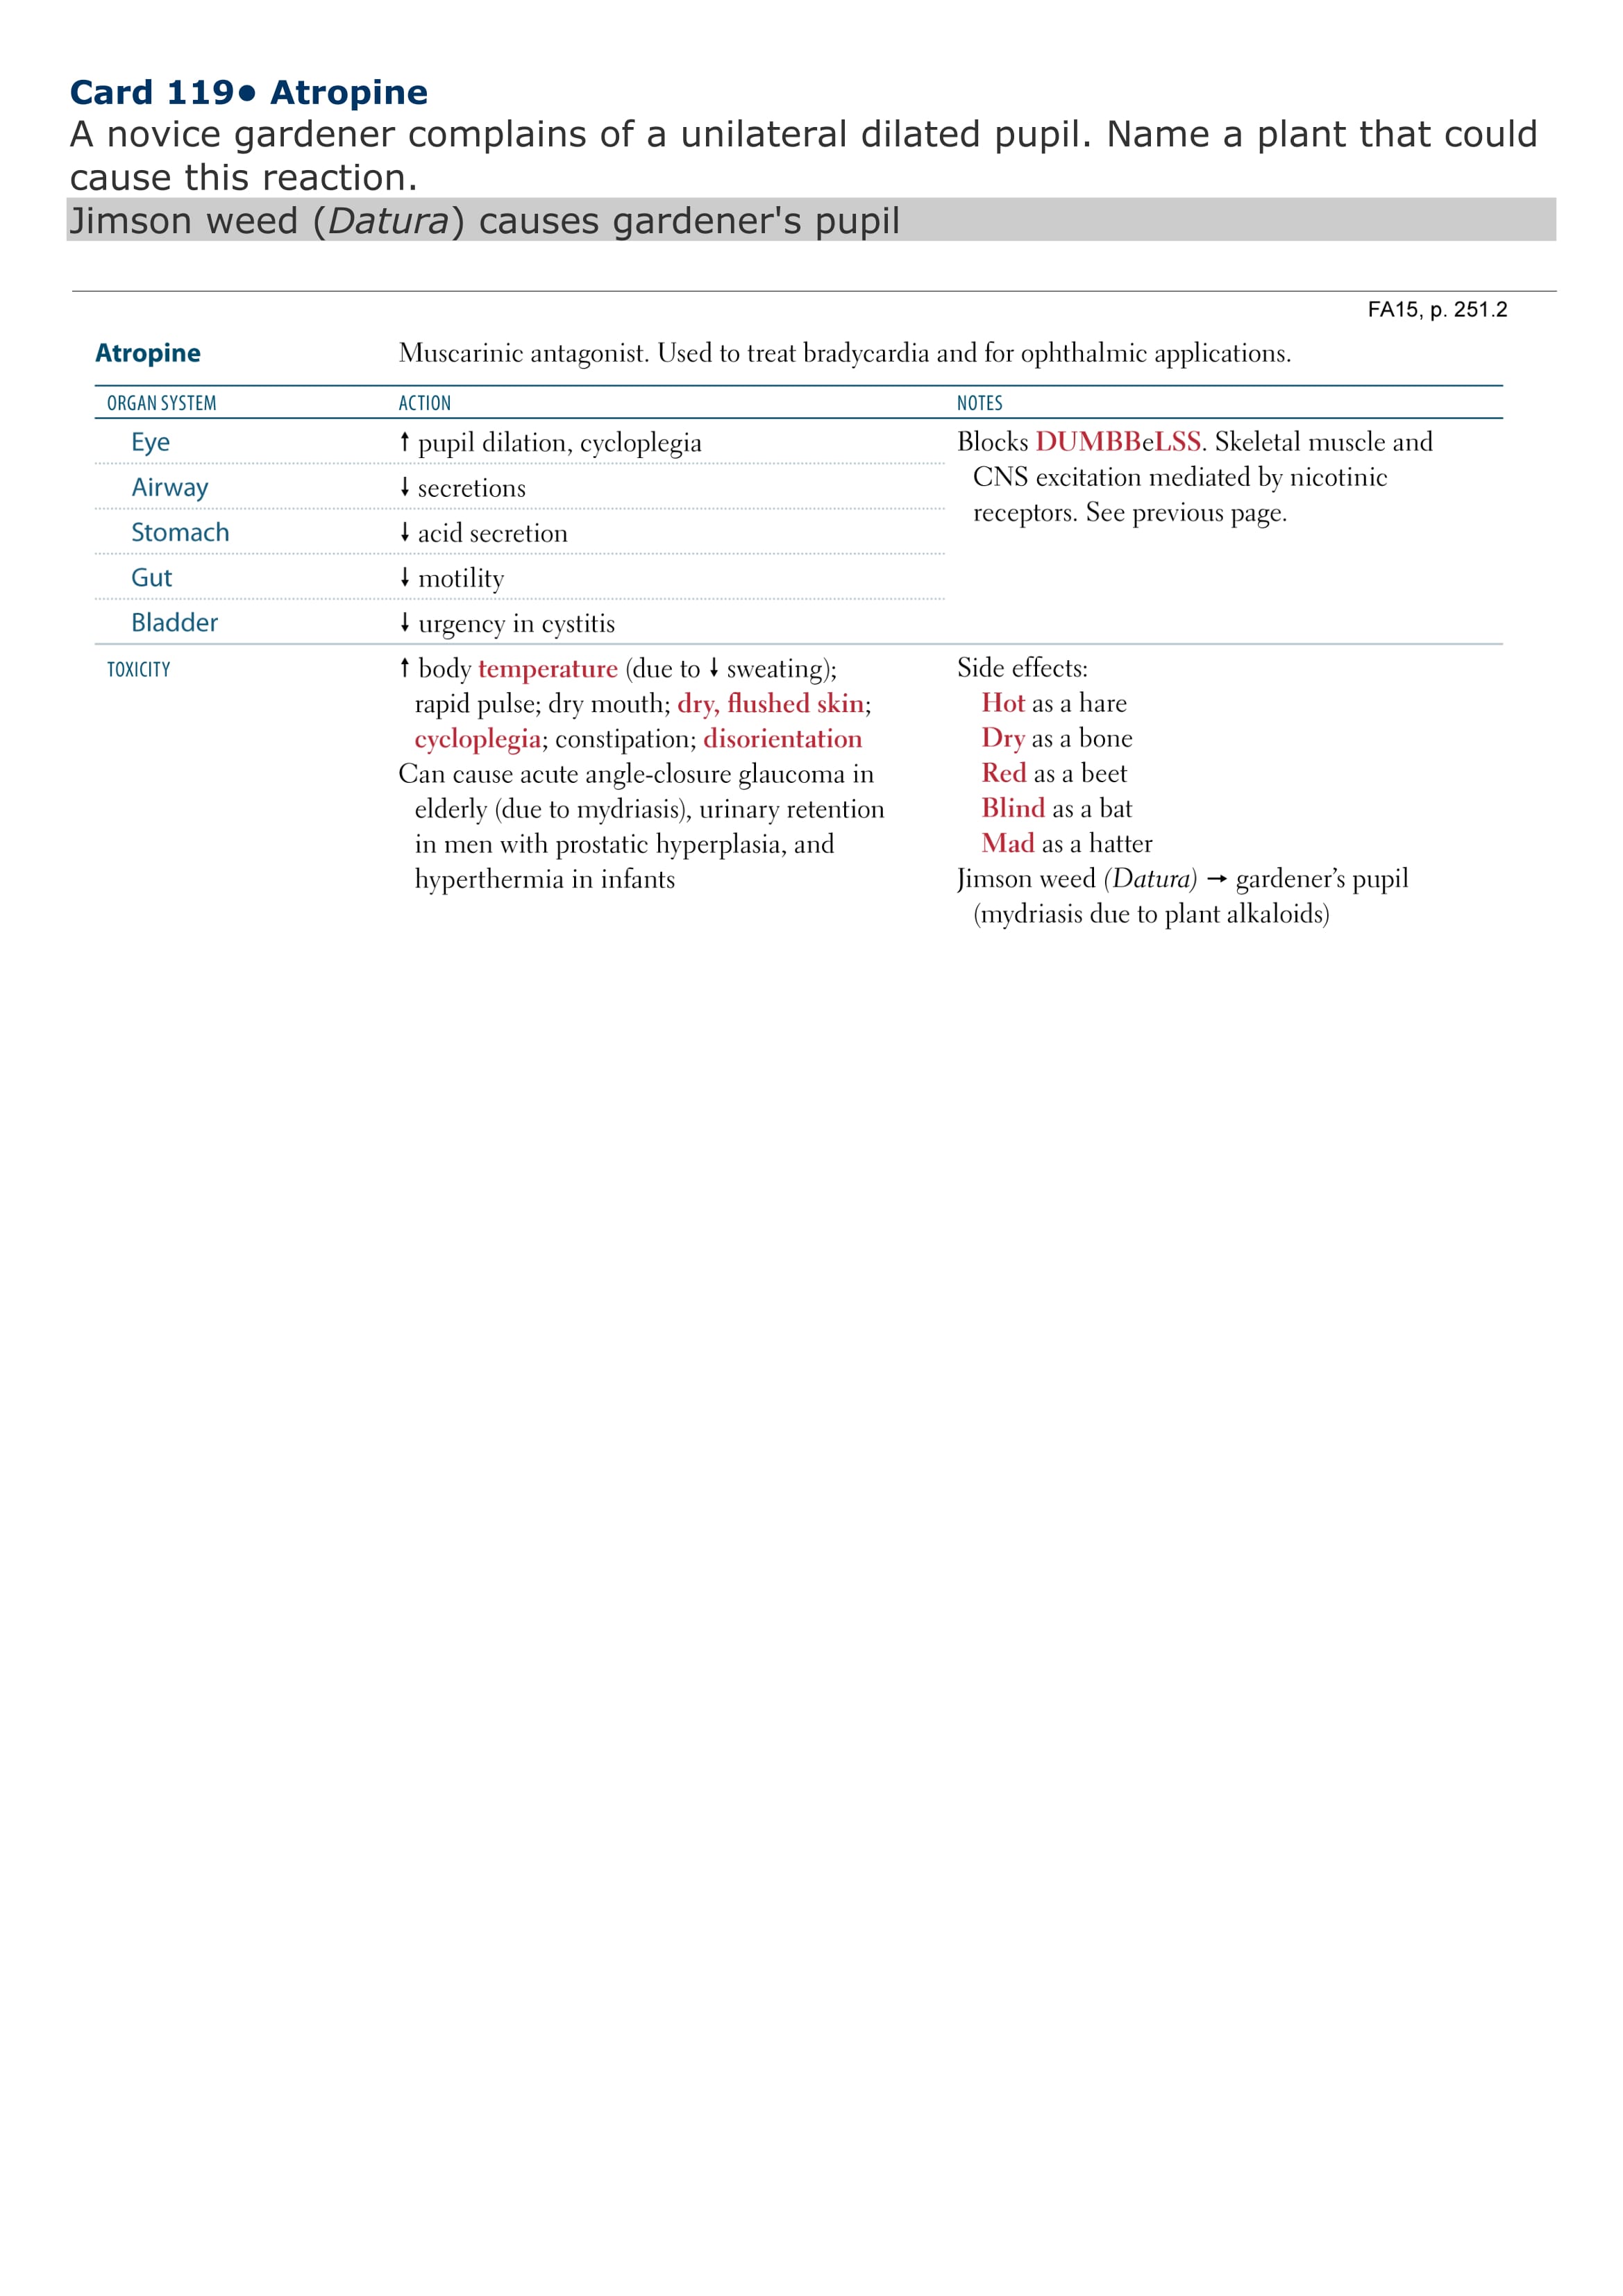 Card 119• Atropine
A novice gardener complains of a unilateral dilated pupil. Name a plant that could
cause this reaction.
Jimson weed (Datura) causes gardener's pupil
FA15, p. 251.2
Atropine Muscarinic antagonist. Used to treat bradycardia and for ophthalmic applications.
ORGAN SYSTEM ACTION NOTES
Eye ↑ pupil dilation, cycloplegia Blocks DUMBBeLSS. Skeletal muscle and
CNS excitation mediated by nicotinic
Airway ↓ secretions
receptors. See previous page.
Stomach ↓ acid secretion
Gut ↓ motility
Bladder ↓ urgency in cystitis
TOXICITY ↑ body temperature (due to ↓ sweating); Side effects:
rapid pulse; dry mouth; dry, flushed skin; Hot as a hare
cycloplegia; constipation; disorientation Dry as a bone
Can cause acute angle-closure glaucoma in Red as a beet
elderly (due to mydriasis), urinary retention Blind as a bat
in men with prostatic hyperplasia, and Mad as a hatter
hyperthermia in infants Jimson weed (Datura) → gardener's pupil
(mydriasis due to plant alkaloids)